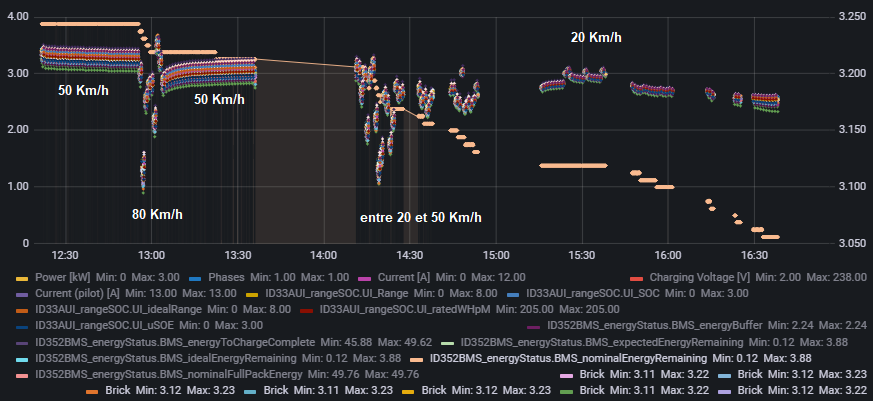 4.00
3.250
20 Km/h
3.00
3.200
50 Km/h
50 Km/h
2.00
3.150
1.00
3.100
80 Km/h
entre 20 et 50 Km/h
0
3.050
12:30 13:00 13:30 14:00 14:30 15:00 15:30 16:00 16:30
Power [kW] Min: 0 Max: 3.00 Phases Min: 1.00 Max: 1.00 Current [A] Min: 0 Max: 12.00 Charging Voltage [V] Min: 2.00 Max: 238.00
Current (pilot) [A] Min: 13.00 Max: 13.00 ID33AUI_rangeSOC.UI_Range Min: 0 Max: 8.00 ID33AUI_rangeSOC.UI_SOC Min: 0 Max: 3.00
ID33AUI_rangeSOC.UI_idealRange Min: 0 Max: 8.00 ID33AUI_rangeSOC.UI_ratedWHpM Min: 205.00 Max: 205.00
ID33AUI_rangeSOC.UI_uSOE Min: 0 Max: 3.00 ID352BMS_energyStatus.BMS_energyBuffer Min: 2.24 Max: 2.24
ID352BMS_energyStatus.BMS_energyToChargeComplete Min: 45.88 Max: 49.62 ID352BMS_energyStatus.BMS_expectedEnergyRemaining Min: 0.12 Max: 3.88
ID352BMS_energyStatus.BMS_idealEnergyRemaining Min: 0.12 Max: 3.88 ID352BMS_energyStatus.BMS_nominalEnergyRemaining Min: 0.12 Max: 3.88
ID352BMS_energyStatus.BMS_nominalFullPackEnergy Min: 49.76 Max: 49.76 Brick Min: 3.11 Max: 3.22 Brick Min: 3.12 Max: 3.23
Brick Min: 3.12 Max: 3.23 Brick Min: 3.11 Max: 3.23 Brick Min: 3.12 Max: 3.23 Brick Min: 3.11 Max: 3.22 Brick Min: 3.12 Max: 3.22